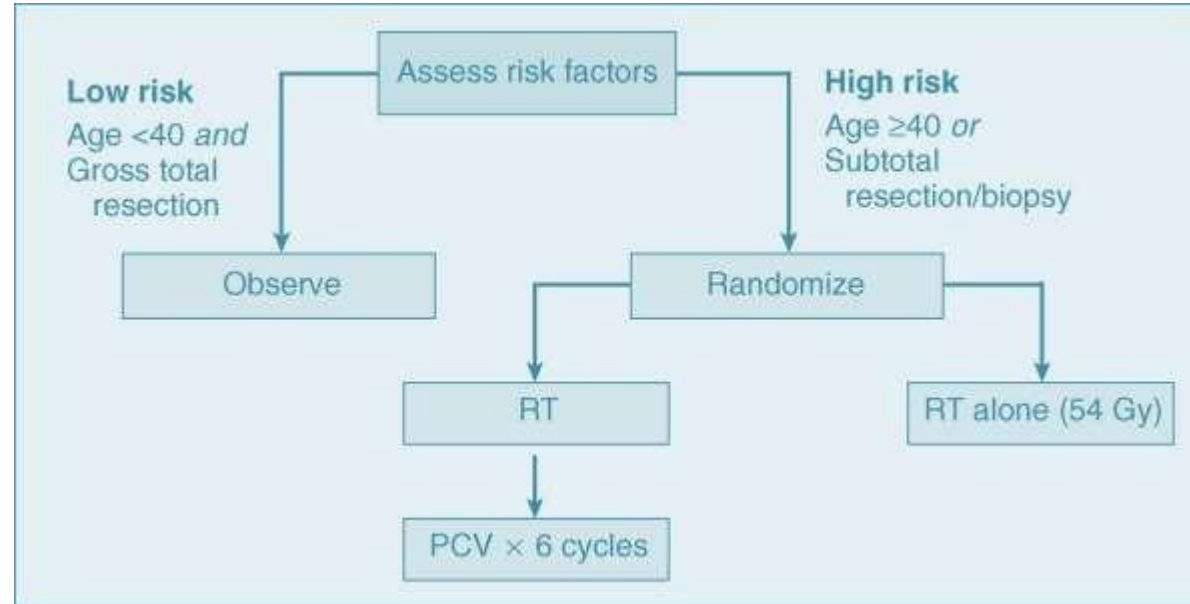 Assess risk factors
Low risk
Age <40 and
Gross total
resection
High risk
Age ≥40 or
Subtotal
resection/biopsy
Observe
Randomize
RT
RT alone (54 Gy)
PCV × 6 cycles